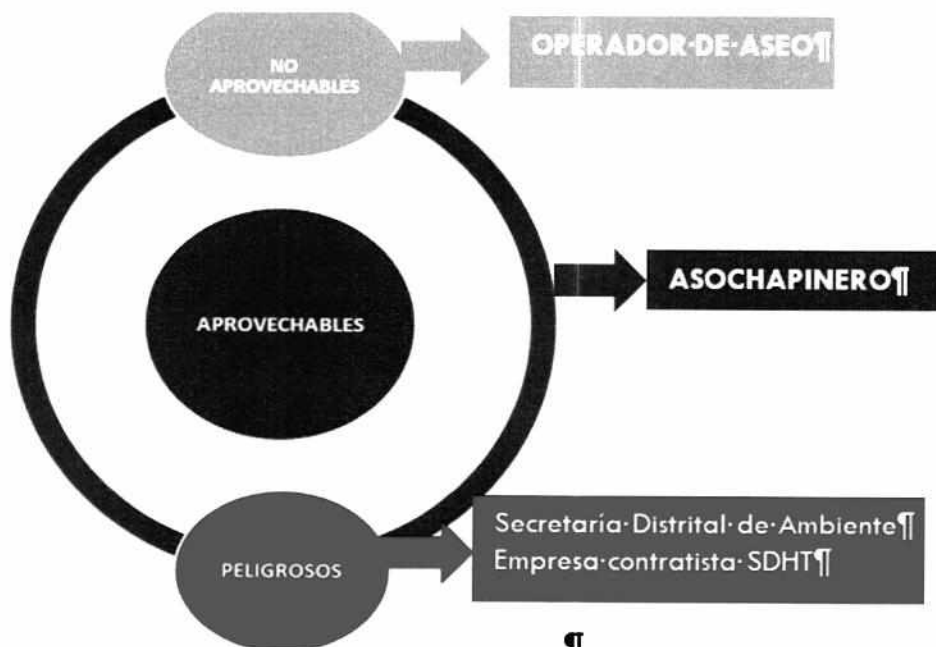 NO
APROVECHABLES
OPERADOR·DE·ASEO¶
APROVECHABLES
ASOCHAPINERO¶
PELIGROSOS
Secretaría·Distrital·de·Ambiente¶
Empresa·contratista·SDHT¶
¶